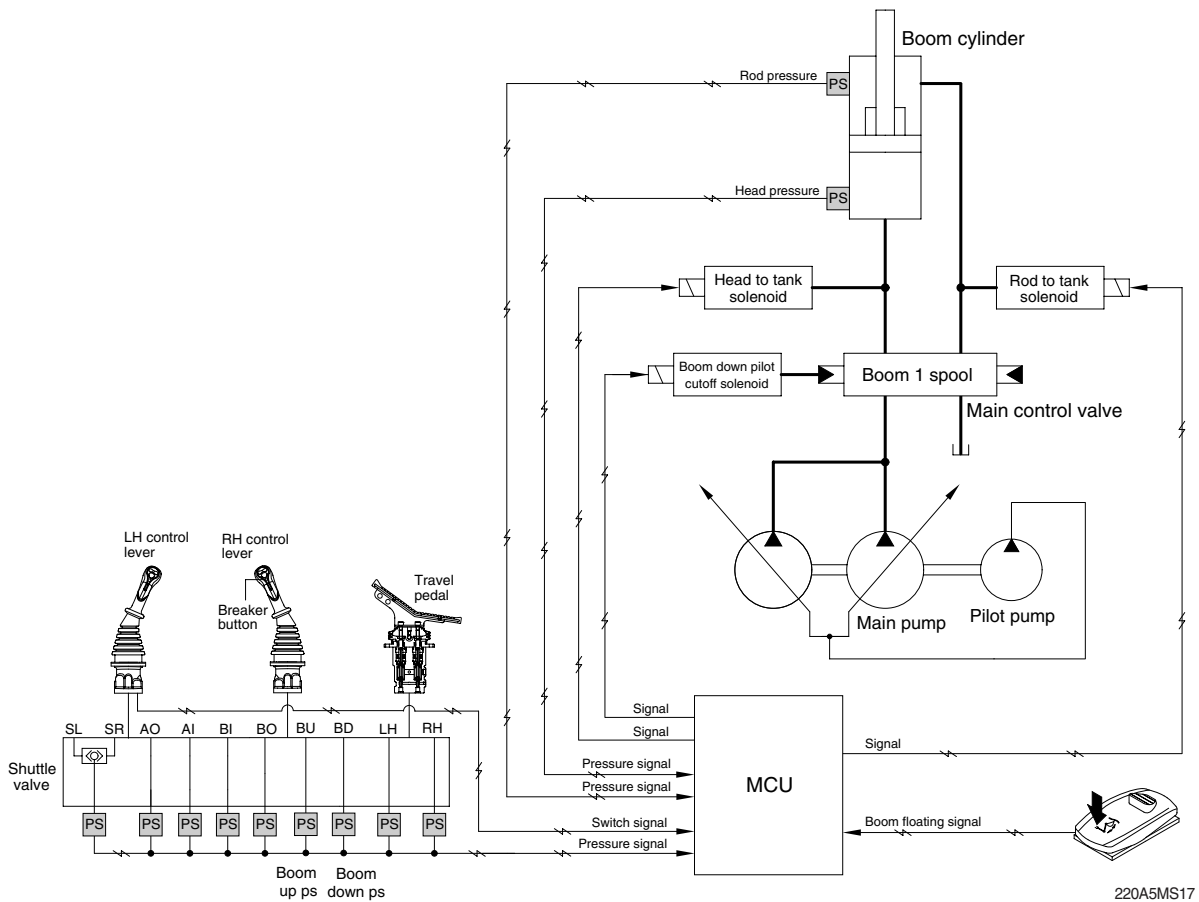 Boom cylinder
Rod pressure
PS
Head pressure
PS
Head to tank
solenoid
Rod to tank
solenoid
Boom down pilot
cutoff solenoid
Boom 1 spool
Main control valve
Main pump
Pilot pump
LH control
lever
RH control
lever
Breaker
button
Travel
pedal
SL
SR
AO
AI
BI
BO
BU
BD
LH
RH
Shuttle
valve
PS
PS
PS
PS
PS
PS
PS
PS
PS
Boom
up ps
Boom
down ps
Signal
Signal
Pressure signal
Pressure signal
Switch signal
Pressure signal
MCU
Signal
Boom floating signal
220A5MS17